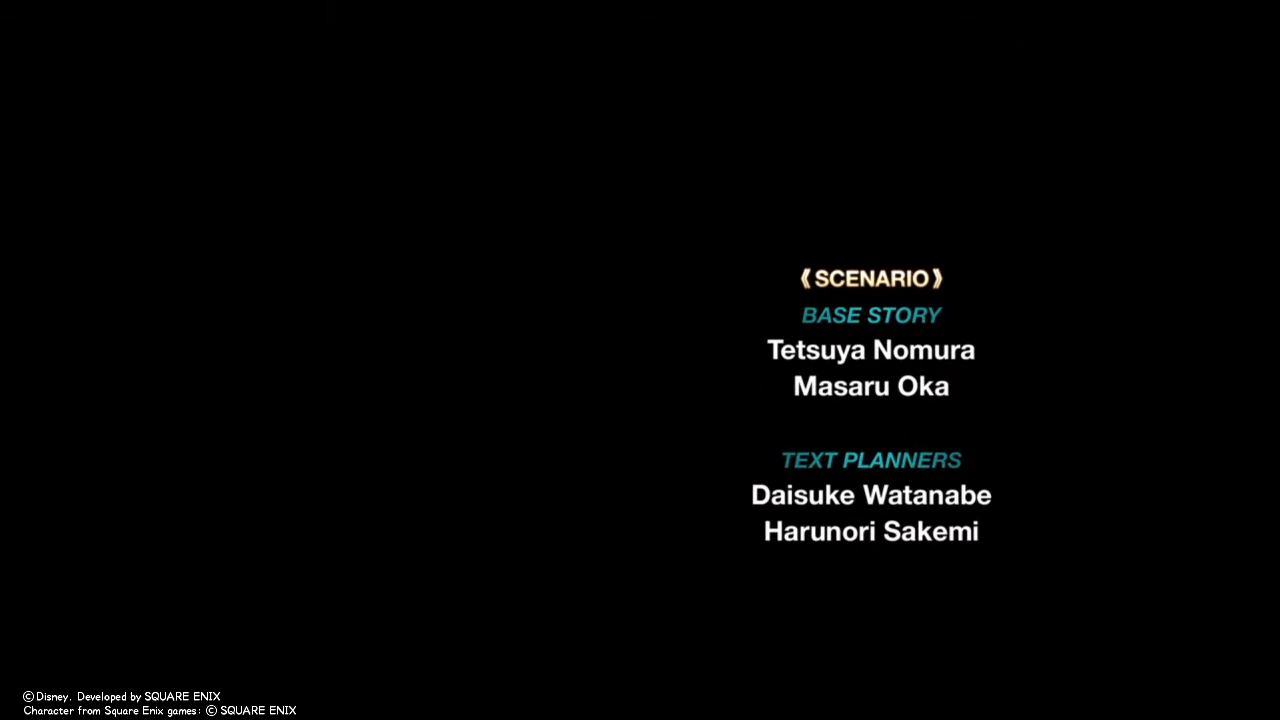 《SCENARIO》
BASE STORY
Tetsuya Nomura
Masaru Oka
TEXT PLANNERS
Daisuke Watanabe
Harunori Sakemi
©Disney. Developed by SQUARE ENIX
Character from Square Enix games: © SQUARE ENIX